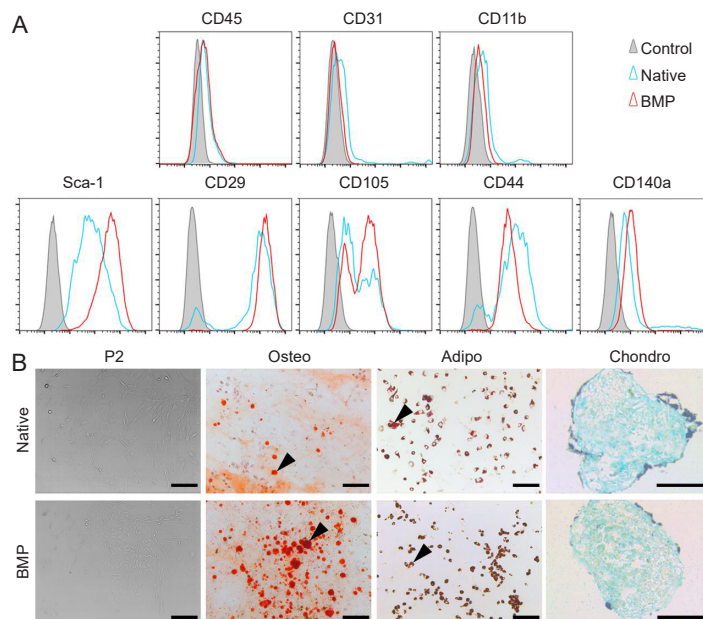 A
CD45
CD31
CD11b
Control
Native
BMP
Sca-1
CD29
CD105
CD44
CD140a
B
P2
Osteo
Adipo
Chondro
Native
BMP